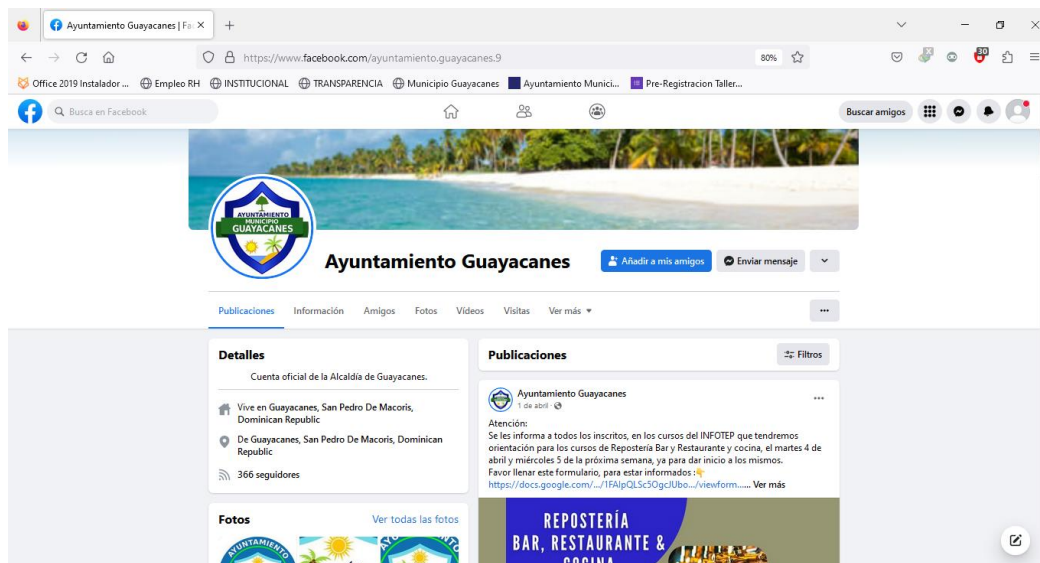 Ayuntamiento Guayacanes | Fac
https://www.facebook.com/ayuntamiento.guayacanes.9
80%
30
Office 2019 Instalador ...
Empleo RH
INSTITUCIONAL
TRANSPARENCIA
Municipio Guayacanes
Ayuntamiento Munici...
Pre-Registracion Taller...
Busca en Facebook
Buscar amigos
AYUNTAMIENTO
MUNICIPIO
GUAYACANES
Ayuntamiento Guayacanes
Añadir a mis amigos
Enviar mensaje
Publicaciones
Información
Amigos
Fotos
Vídeos
Visitas
Ver más
Detalles
Cuenta oficial de la Alcaldía de Guayacanes.
Vive en Guayacanes, San Pedro De Macoris,
Dominican Republic
De Guayacanes, San Pedro De Macoris, Dominican
Republic
366 seguidores
Fotos
Ver todas las fotos
Publicaciones
Filtros
Ayuntamiento Guayacanes
1 de abril ·
Atención:
Se les informa a todos los inscritos, en los cursos del INFOTEP que tendremos
orientación para los cursos de Repostería Bar y Restaurante y cocina, el martes 4 de
abril y miércoles 5 de la próxima semana, ya para dar inicio a los mismos.
Favor llenar este formulario, para estar informados :👇
https://docs.google.com/.../1FAIpQLSc5OgcJUbo.../viewform...... Ver más
REPOSTERÍA
BAR, RESTAURANTE &
COCINA